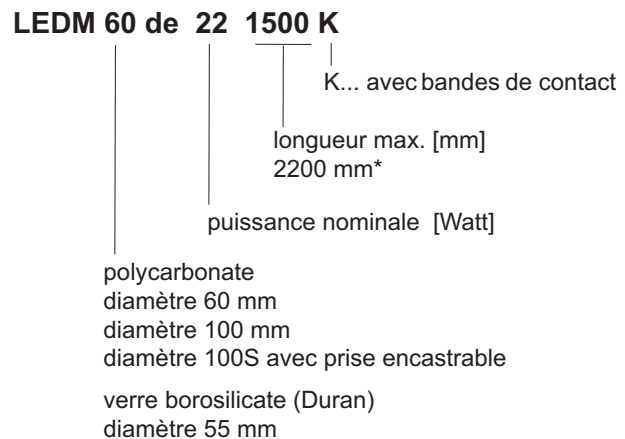 LEDM 60 de 22 1500 K
K... avec bandes de contact
longueur max. [mm]
2200 mm*
puissance nominale [Watt]
polycarbonate
diamètre 60 mm
diamètre 100 mm
diamètre 100S avec prise encastrable
verre borosilicate (Duran)
diamètre 55 mm